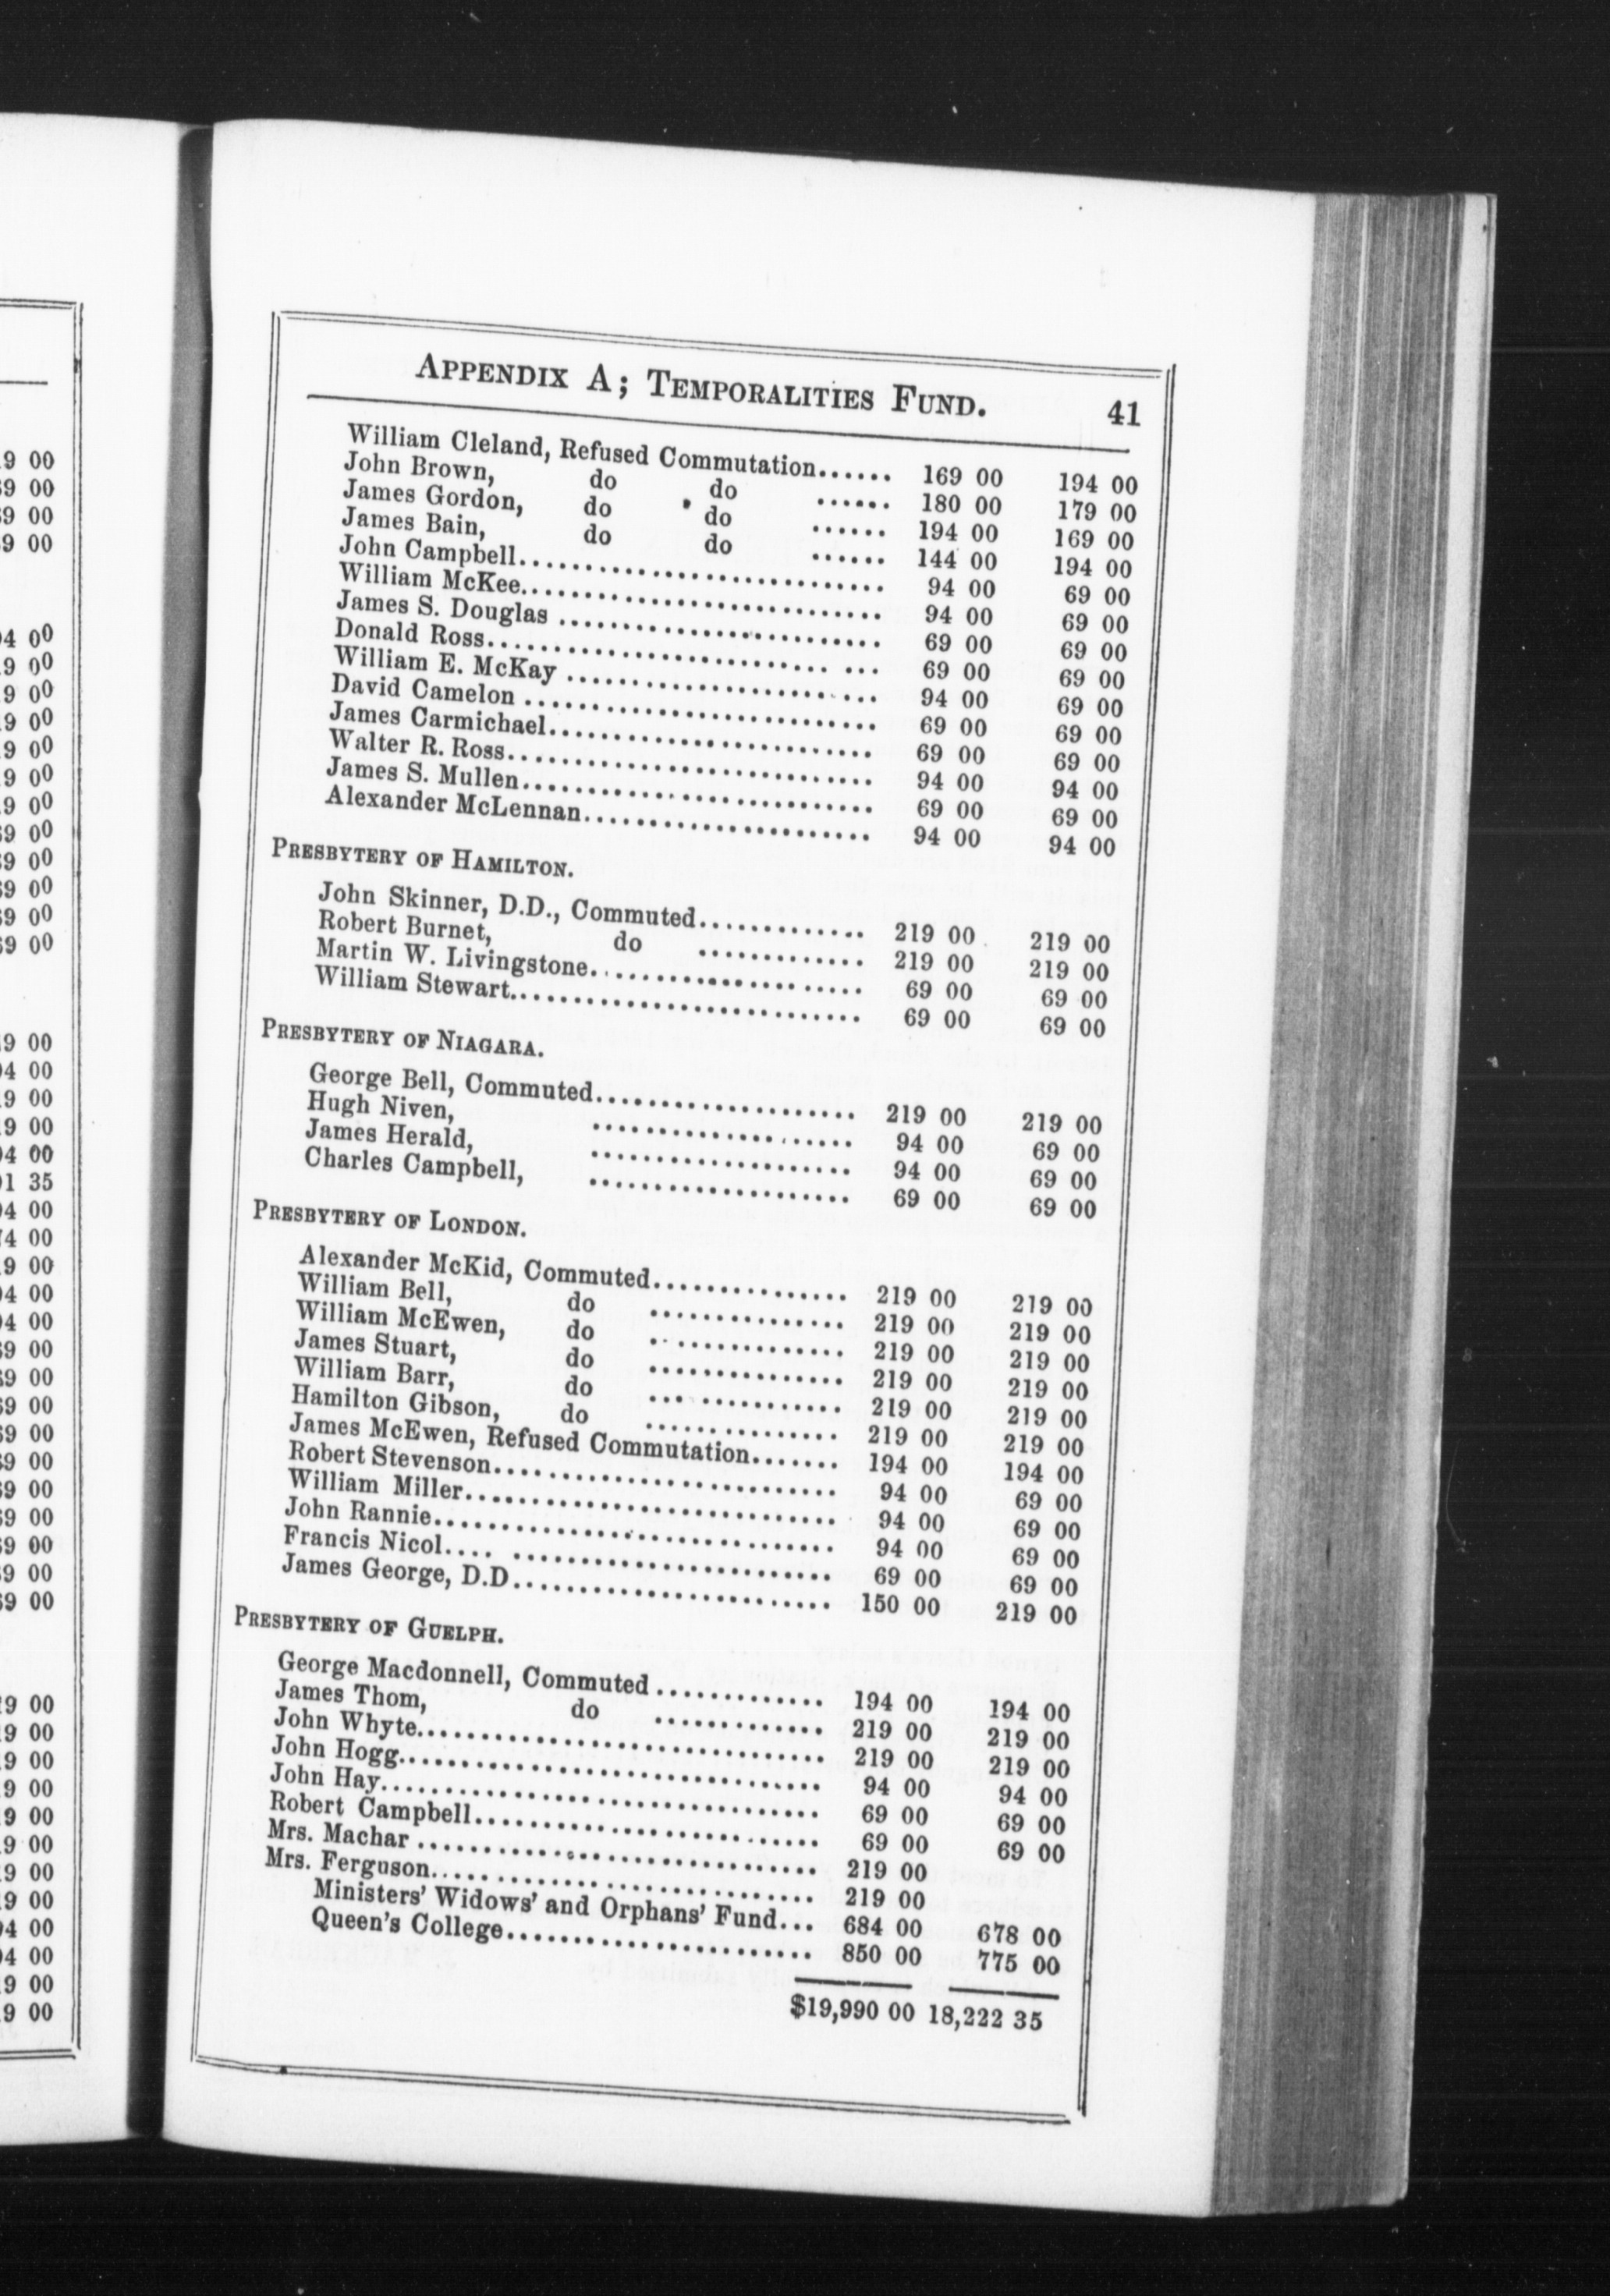 APPENDIX A; TEMPORALITIES FUND. 41
William Cleland, Refused Commutation...... 169 00 194 00
John Brown, do do ...... 180 00 179 00
James Gordon, do do ...... 194 00 169 00
James Bain, do do ...... 144 00 194 00
John Campbell............................ 94 00 69 00
William McKee............................ 94 00 69 00
James S. Douglas ......................... 69 00 69 00
Donald Ross.............................. 69 00 69 00
William E. McKay ........................ 94 00 69 00
David Camelon ........................... 69 00 69 00
James Carmichael......................... 69 00 69 00
Walter R. Ross............................ 94 00 94 00
James S. Mullen........................... 69 00 69 00
Alexander McLennan...................... 94 00 94 00
PRESBYTERY OF HAMILTON.
John Skinner, D.D., Commuted............. 219 00 219 00
Robert Burnet, do ............. 219 00 219 00
Martin W. Livingstone..................... 69 00 69 00
William Stewart........................... 69 00 69 00
PRESBYTERY OF NIAGARA.
George Bell, Commuted.................... 219 00 219 00
Hugh Niven, .................... 94 00 69 00
James Herald, .................... 94 00 69 00
Charles Campbell, .................... 69 00 69 00
PRESBYTERY OF LONDON.
Alexander McKid, Commuted............... 219 00 219 00
William Bell, do ............... 219 00 219 00
William McEwen, do ............... 219 00 219 00
James Stuart, do ............... 219 00 219 00
William Barr, do ............... 219 00 219 00
Hamilton Gibson, do ............... 219 00 219 00
James McEwen, Refused Commutation....... 194 00 194 00
Robert Stevenson.......................... 94 00 69 00
William Miller............................ 94 00 69 00
John Rannie............................... 94 00 69 00
Francis Nicol.... ........................ 69 00 69 00
James George, D.D........................ 150 00 219 00
PRESBYTERY OF GUELPH.
George Macdonnell, Commuted ............. 194 00 194 00
James Thom, do ............. 219 00 219 00
John Whyte............................... 219 00 219 00
John Hogg................................ 94 00 94 00
John Hay................................. 69 00 69 00
Robert Campbell.......................... 69 00 69 00
Mrs. Machar .............................. 219 00
Mrs. Ferguson............................. 219 00
Ministers' Widows' and Orphans' Fund... 684 00 678 00
Queen's College....................... 850 00 775 00
$19,990 00 18,222 35